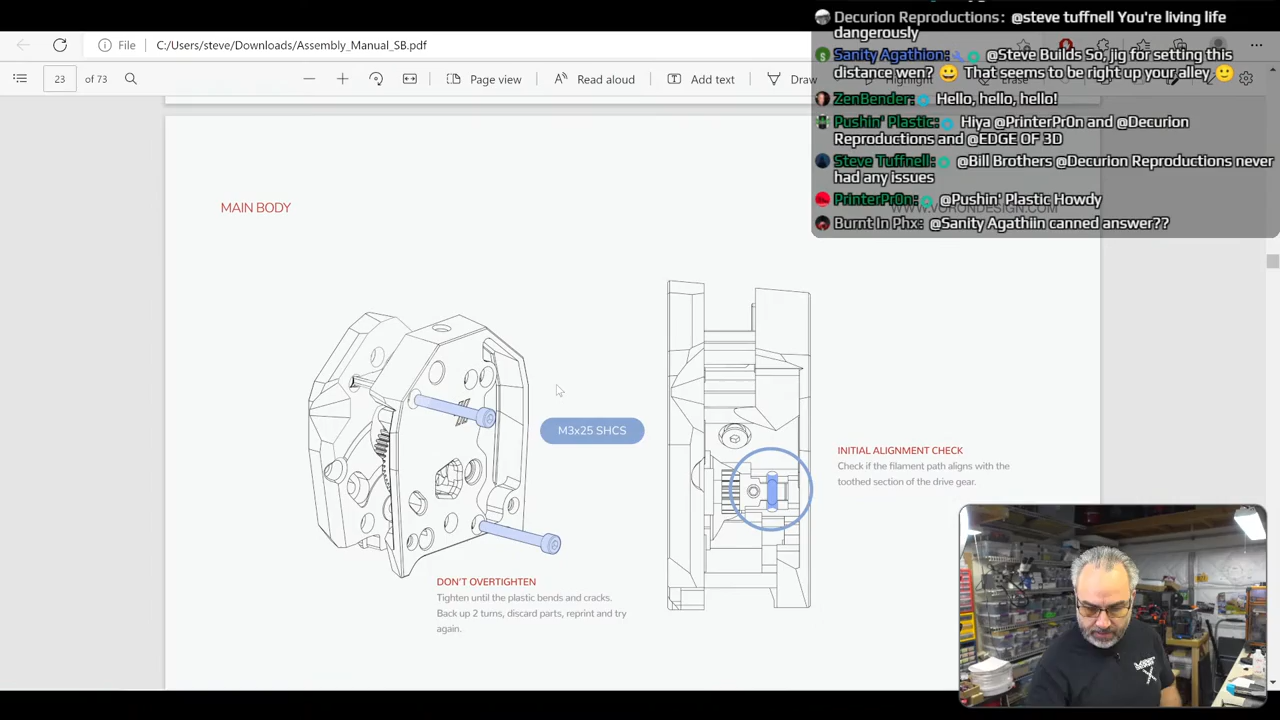 File C:/Users/steve/Downloads/Assembly_Manual_SB.pdf
23 of 73 Page view Read aloud Add text Draw
Decurion Reproductions: @steve tuffnell You're living life
dangerously
Sanity Agathion: @Steve Builds So, jig for setting this
distance wen? 😀 That seems to be right up your alley 🙂
ZenBender: Hello, hello, hello!
Pushin' Plastic: Hiya @PrinterPr0n and @Decurion
Reproductions and @EDGE OF 3D
Steve Tuffnell: @Bill Brothers @Decurion Reproductions never
had any issues
PrinterPr0n: @Pushin' Plastic Howdy
WWW.VORONDESIGN.COM
Burnt In Phx: @Sanity Agathiin canned answer??
MAIN BODY
M3x25 SHCS
INITIAL ALIGNMENT CHECK
Check if the filament path aligns with the
toothed section of the drive gear.
DON'T OVERTIGHTEN
Tighten until the plastic bends and cracks.
Back up 2 turns, discard parts, reprint and try
again.